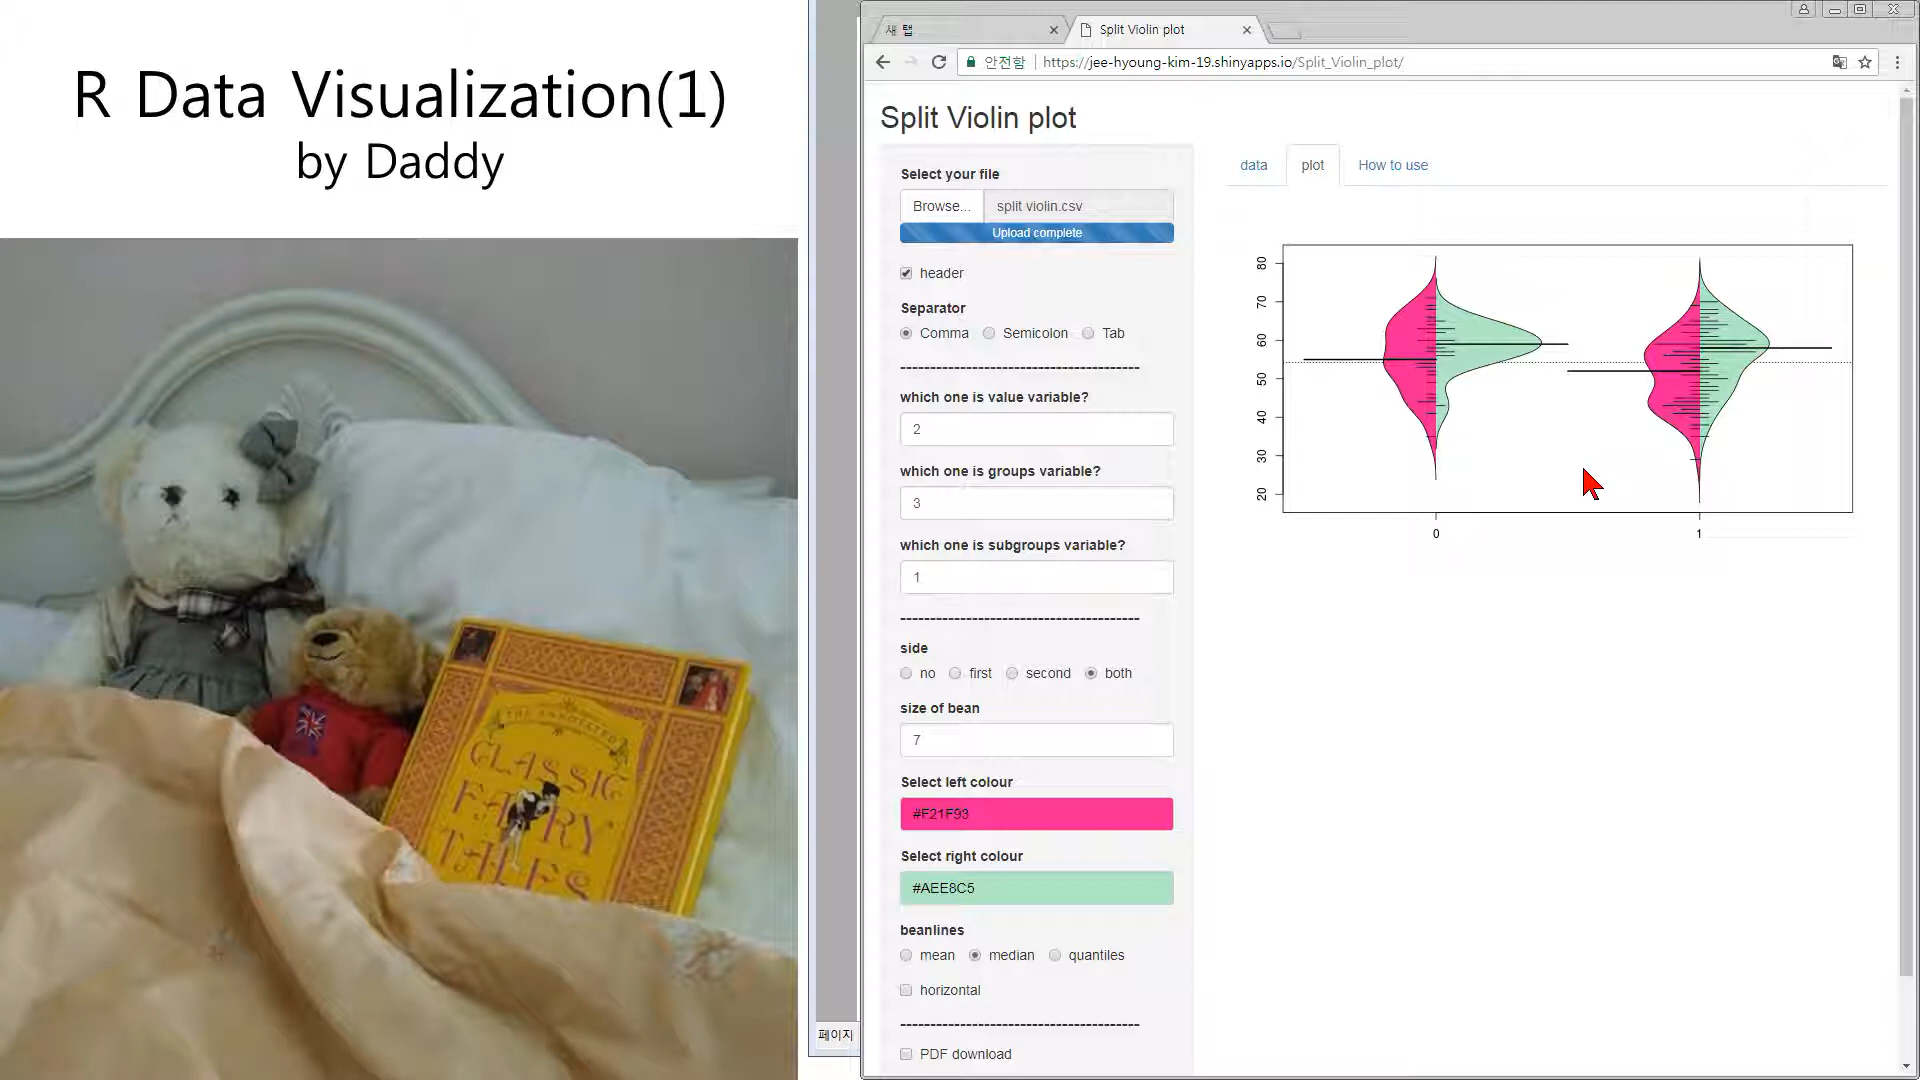 R Data Visualization(1)
by Daddy
THE ANNOTATED
CLASSIC
FAIRY
TALES
새 탭
Split Violin plot
안전함
https://jee-hyoung-kim-19.shinyapps.io/Split_Violin_plot/
Split Violin plot
Select your file
Browse...
split violin.csv
Upload complete
header
Separator
Comma Semicolon Tab
----------------------------------------
which one is value variable?
2
which one is groups variable?
3
which one is subgroups variable?
1
----------------------------------------
side
no first second both
size of bean
7
Select left colour
#F21F93
Select right colour
#AEE8C5
beanlines
mean median quantiles
horizontal
----------------------------------------
PDF download
data plot How to use
80
70
60
50
40
30
20
0 1
페이지